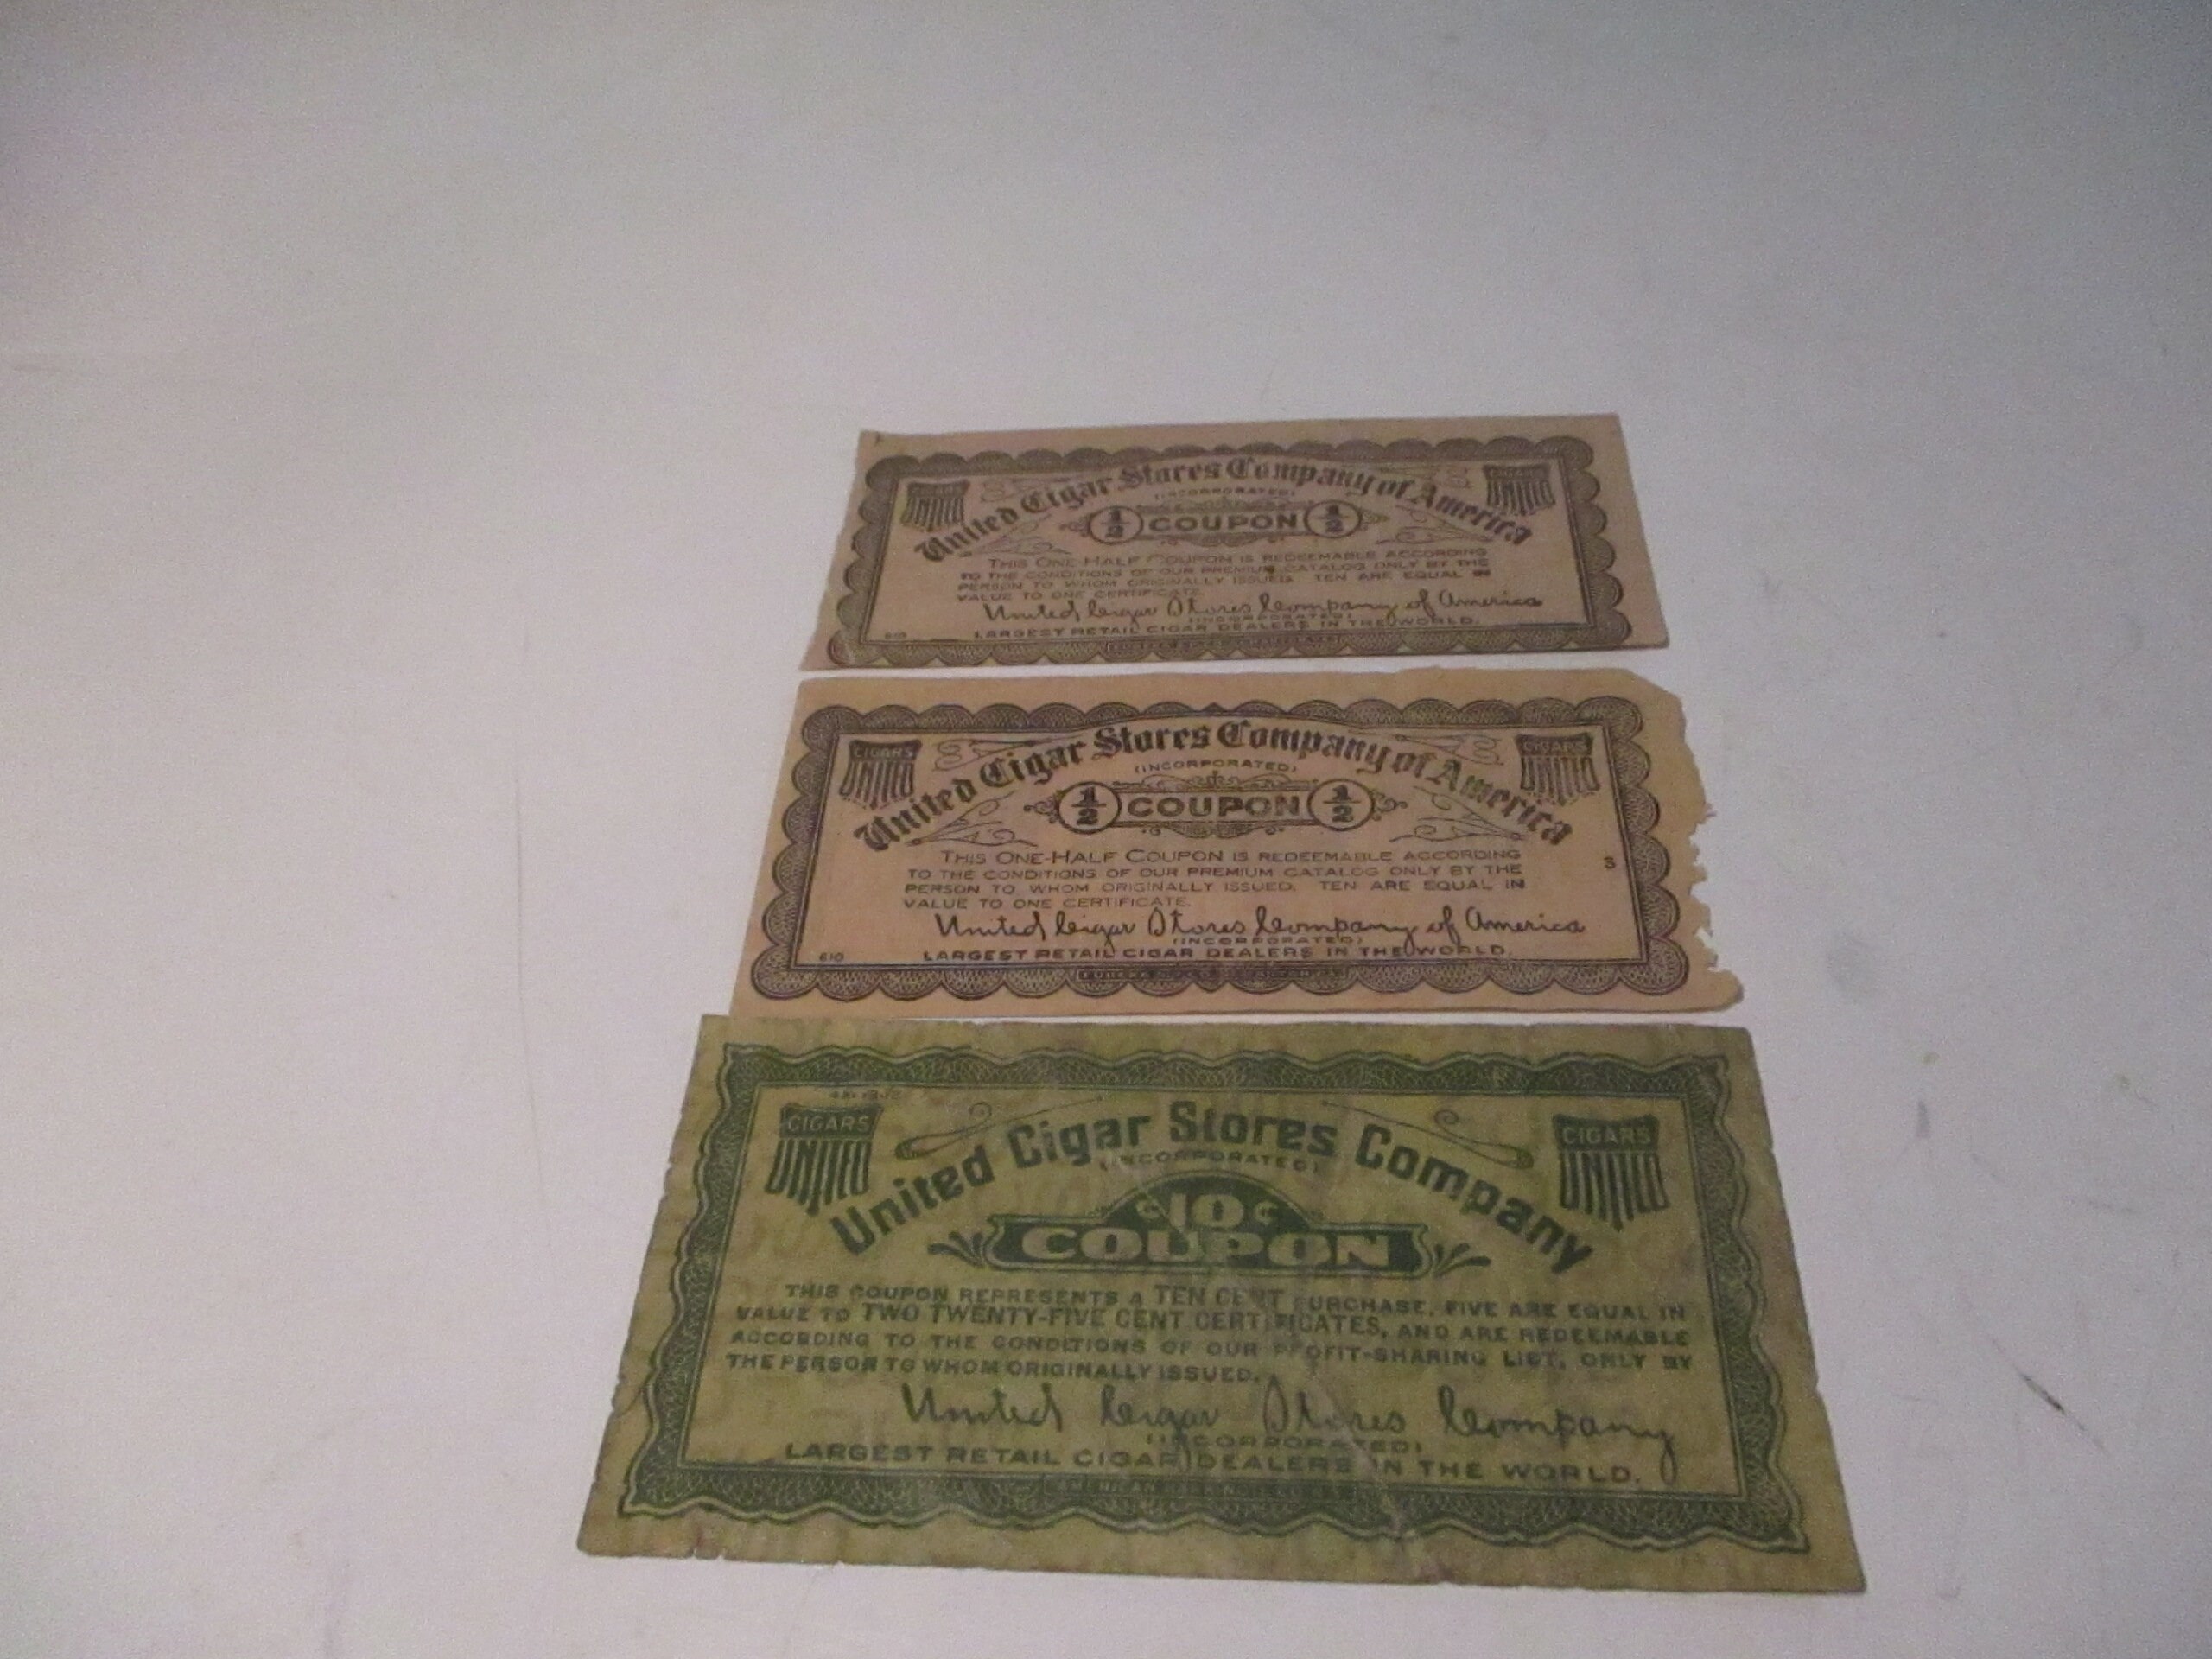 United Cigar Stores Company of America
CIGARS UNITED
UNITED
(INCORPORATED)
1/2 COUPON 1/2
THIS ONE-HALF COUPON IS REDEEMABLE ACCORDING
TO THE CONDITIONS OF OUR PREMIUM CATALOG ONLY BY THE
PERSON TO WHOM ORIGINALLY ISSUED. TEN ARE EQUAL IN
VALUE TO ONE CERTIFICATE.
United Cigar Stores Company of America
(INCORPORATED)
610 LARGEST RETAIL CIGAR DEALERS IN THE WORLD.
United Cigar Stores Company of America
CIGARS UNITED
CIGARS UNITED
(INCORPORATED)
1/2 COUPON 1/2
THIS ONE-HALF COUPON IS REDEEMABLE ACCORDING
S
TO THE CONDITIONS OF OUR PREMIUM CATALOG ONLY BY THE
PERSON TO WHOM ORIGINALLY ISSUED. TEN ARE EQUAL IN
VALUE TO ONE CERTIFICATE.
United Cigar Stores Company of America
(INCORPORATED)
610 LARGEST RETAIL CIGAR DEALERS IN THE WORLD.
CIGARS UNITED
CIGARS UNITED
United Cigar Stores Company
(INCORPORATED)
¢10¢
COUPON
THIS COUPON REPRESENTS A TEN CENT PURCHASE. FIVE ARE EQUAL IN
VALUE TO TWO TWENTY-FIVE CENT CERTIFICATES, AND ARE REDEEMABLE
ACCORDING TO THE CONDITIONS OF OUR PROFIT-SHARING LIST, ONLY BY
THE PERSON TO WHOM ORIGINALLY ISSUED.
United Cigar Stores Company
(INCORPORATED)
LARGEST RETAIL CIGAR DEALERS IN THE WORLD.